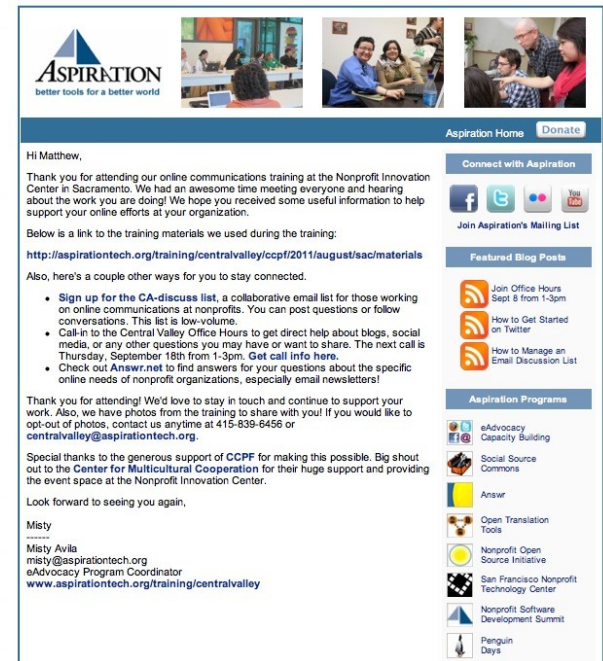 ASPIRATION
better tools for a better world
Aspiration Home
Donate
Hi Matthew,
Thank you for attending our online communications training at the Nonprofit Innovation
Center in Sacramento. We had an awesome time meeting everyone and hearing
about the work you are doing! We hope you received some useful information to help
support your online efforts at your organization.
Below is a link to the training materials we used during the training:
http://aspirationtech.org/training/centralvalley/ccpf/2011/august/sac/materials
Also, here's a couple other ways for you to stay connected.
• Sign up for the CA-discuss list, a collaborative email list for those working
on online communications at nonprofits. You can post questions or follow
conversations. This list is low-volume.
• Call-in to the Central Valley Office Hours to get direct help about blogs, social
media, or any other questions you may have or want to share. The next call is
Thursday, September 18th from 1-3pm. Get call info here.
• Check out Answr.net to find answers for your questions about the specific
online needs of nonprofit organizations, especially email newsletters!
Thank you for attending! We'd love to stay in touch and continue to support your
work. Also, we have photos from the training to share with you! If you would like to
opt-out of photos, contact us anytime at 415-839-6456 or
centralvalley@aspirationtech.org.
Special thanks to the generous support of CCPF for making this possible. Big shout
out to the Center for Multicultural Cooperation for their huge support and providing
the event space at the Nonprofit Innovation Center.
Look forward to seeing you again,
Misty
------
Misty Avila
misty@aspirationtech.org
eAdvocacy Program Coordinator
www.aspirationtech.org/training/centralvalley
Connect with Aspiration
You
Tube
Join Aspiration's Mailing List
Featured Blog Posts
Join Office Hours
Sept 8 from 1-3pm
How to Get Started
on Twitter
How to Manage an
Email Discussion List
Aspiration Programs
eAdvocacy
Capacity Building
Social Source
Commons
Answr
Open Translation
Tools
Nonprofit Open
Source Initiative
San Francisco Nonprofit
Technology Center
Nonprofit Software
Development Summit
Penguin
Days